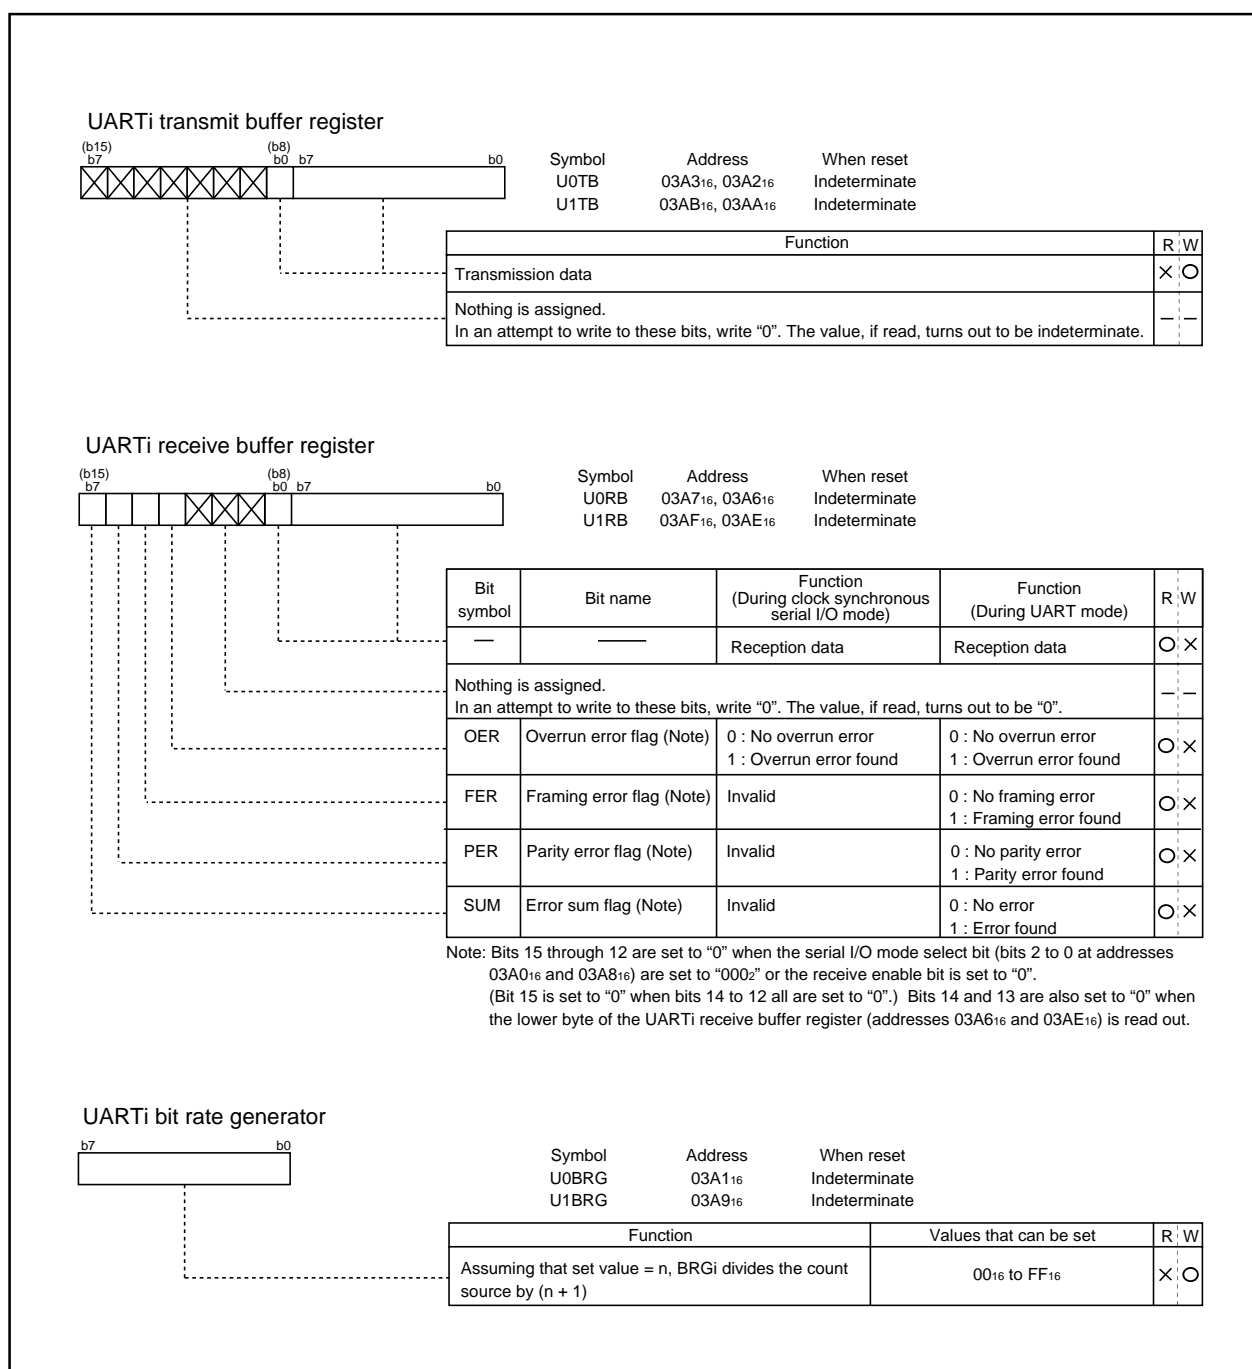 UARTi transmit buffer register
(b15) (b8)
b7 b0 b7 b0
Symbol Address When reset
U0TB 03A316, 03A216 Indeterminate
U1TB 03AB16, 03AA16 Indeterminate
Function R W
Transmission data
Nothing is assigned.
In an attempt to write to these bits, write “0”. The value, if read, turns out to be indeterminate.
UARTi receive buffer register
(b15) (b8)
b7 b0 b7 b0
Symbol Address When reset
U0RB 03A716, 03A616 Indeterminate
U1RB 03AF16, 03AE16 Indeterminate
Bit symbol Bit name Function (During clock synchronous serial I/O mode) Function (During UART mode) R W
Reception data Reception data
Nothing is assigned.
In an attempt to write to these bits, write “0”. The value, if read, turns out to be “0”.
OER Overrun error flag (Note) 0 : No overrun error 0 : No overrun error
1 : Overrun error found 1 : Overrun error found
FER Framing error flag (Note) Invalid 0 : No framing error
1 : Framing error found
PER Parity error flag (Note) Invalid 0 : No parity error
1 : Parity error found
SUM Error sum flag (Note) Invalid 0 : No error
1 : Error found
Note: Bits 15 through 12 are set to “0” when the serial I/O mode select bit (bits 2 to 0 at addresses
03A016 and 03A816) are set to “0002” or the receive enable bit is set to “0”.
(Bit 15 is set to “0” when bits 14 to 12 all are set to “0”.) Bits 14 and 13 are also set to “0” when
the lower byte of the UARTi receive buffer register (addresses 03A616 and 03AE16) is read out.
UARTi bit rate generator
b7 b0
Symbol Address When reset
U0BRG 03A116 Indeterminate
U1BRG 03A916 Indeterminate
Function Values that can be set R W
Assuming that set value = n, BRGi divides the count 0016 to FF16
source by (n + 1)